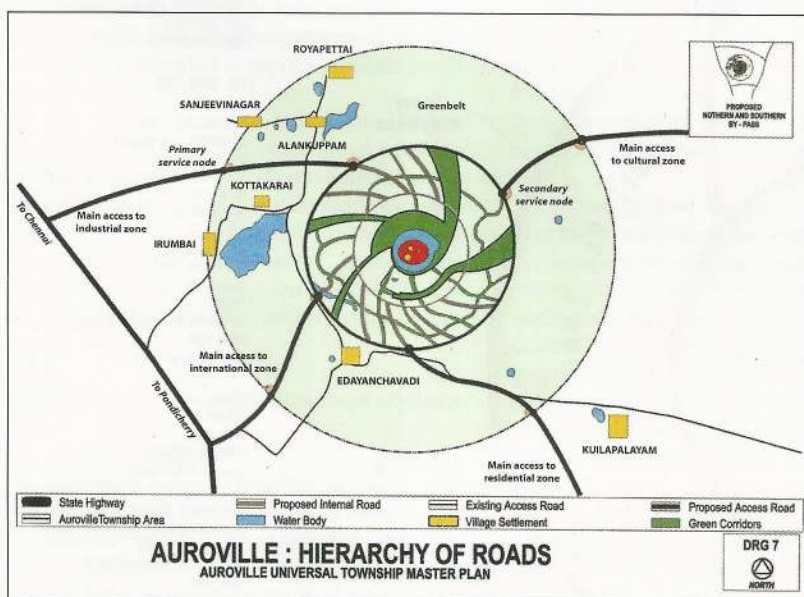 ROYAPETTAI
SANJEEVINAGAR
Greenbelt
PROPOSED
NOTHERN AND SOUTHERN
BY - PASS
ALANKUPPAM
Primary
service node
Main access
to cultural zone
KOTTAKARAI
Secondary
service node
To Chennai
Main access to
industrial zone
IRUMBAI
Main access to
international zone
EDAYANCHAVADI
To Pondicherry
KUILAPALAYAM
Main access to
residential zone
State Highway
Proposed Internal Road
Existing Access Road
Proposed Access Road
AurovilleTownship Area
Water Body
Village Settlement
Green Corridors
AUROVILLE : HIERARCHY OF ROADS
AUROVILLE UNIVERSAL TOWNSHIP MASTER PLAN
DRG 7
NORTH